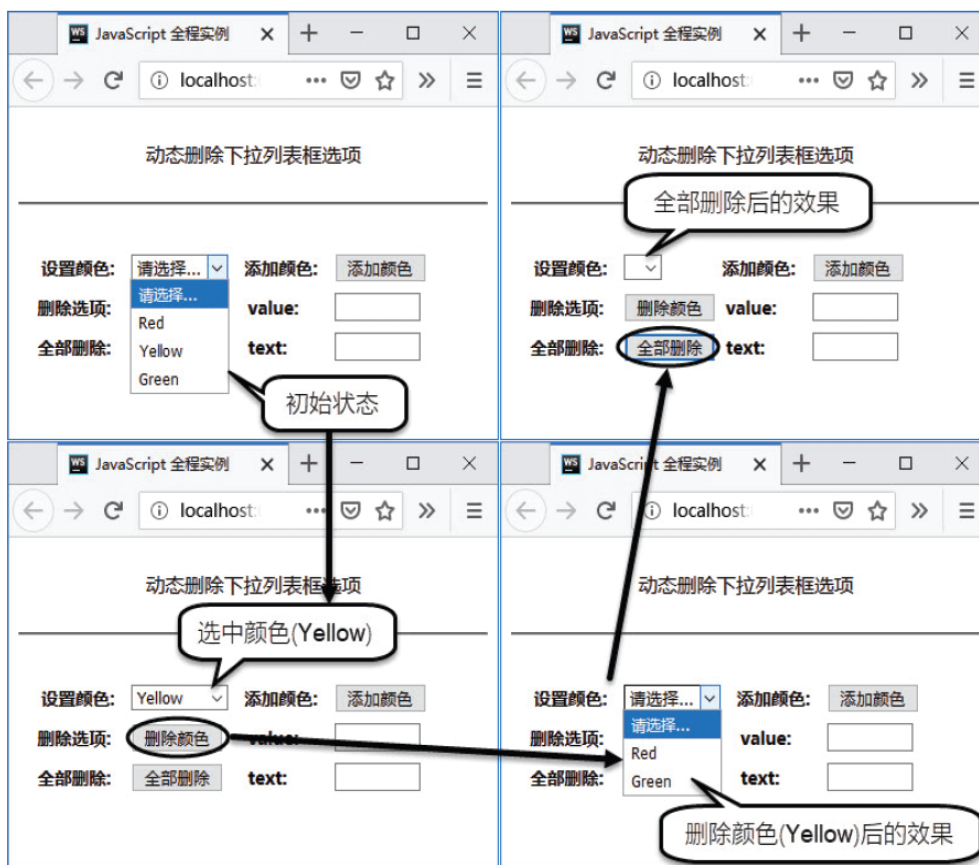 JavaScript 全程实例
localhost:
动态删除下拉列表框选项
设置颜色: 请选择... 添加颜色: 添加颜色
请选择...
删除选项: value:
Red
全部删除: Yellow text:
Green
初始状态
JavaScript 全程实例
localhost:
动态删除下拉列表框选项
全部删除后的效果
设置颜色: 添加颜色: 添加颜色
删除选项: 删除颜色 value:
全部删除: 全部删除 text:
JavaScript 全程实例
localhost:
动态删除下拉列表框选项
选中颜色(Yellow)
设置颜色: Yellow 添加颜色: 添加颜色
删除选项: 删除颜色 value:
全部删除: 全部删除 text:
JavaScript 全程实例
localhost:
动态删除下拉列表框选项
设置颜色: 请选择... 添加颜色: 添加颜色
请选择...
删除选项: value:
Red
全部删除: Green text:
删除颜色(Yellow)后的效果